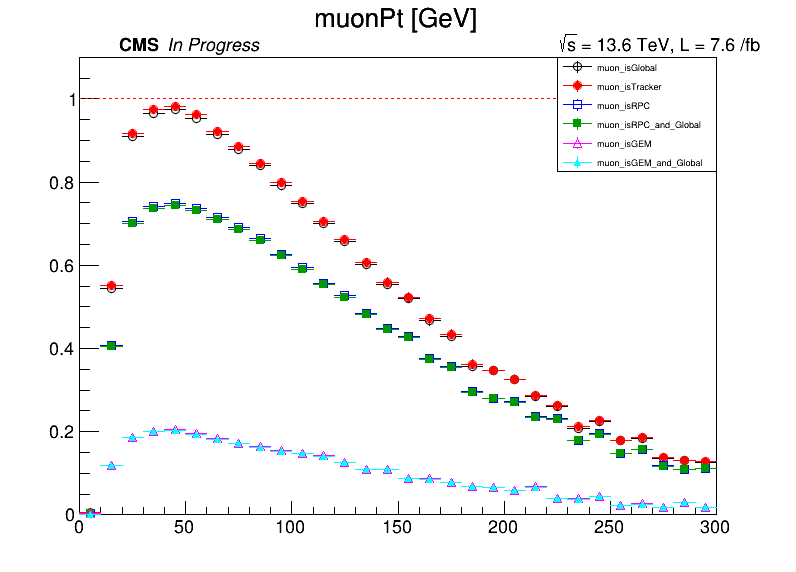 muonPt [GeV]
CMS In Progress
√s = 13.6 TeV, L = 7.6 /fb
muon_isGlobal
muon_isTracker
muon_isRPC
muon_isRPC_and_Global
muon_isGEM
muon_isGEM_and_Global
1
0.8
0.6
0.4
0.2
0
0 50 100 150 200 250 300